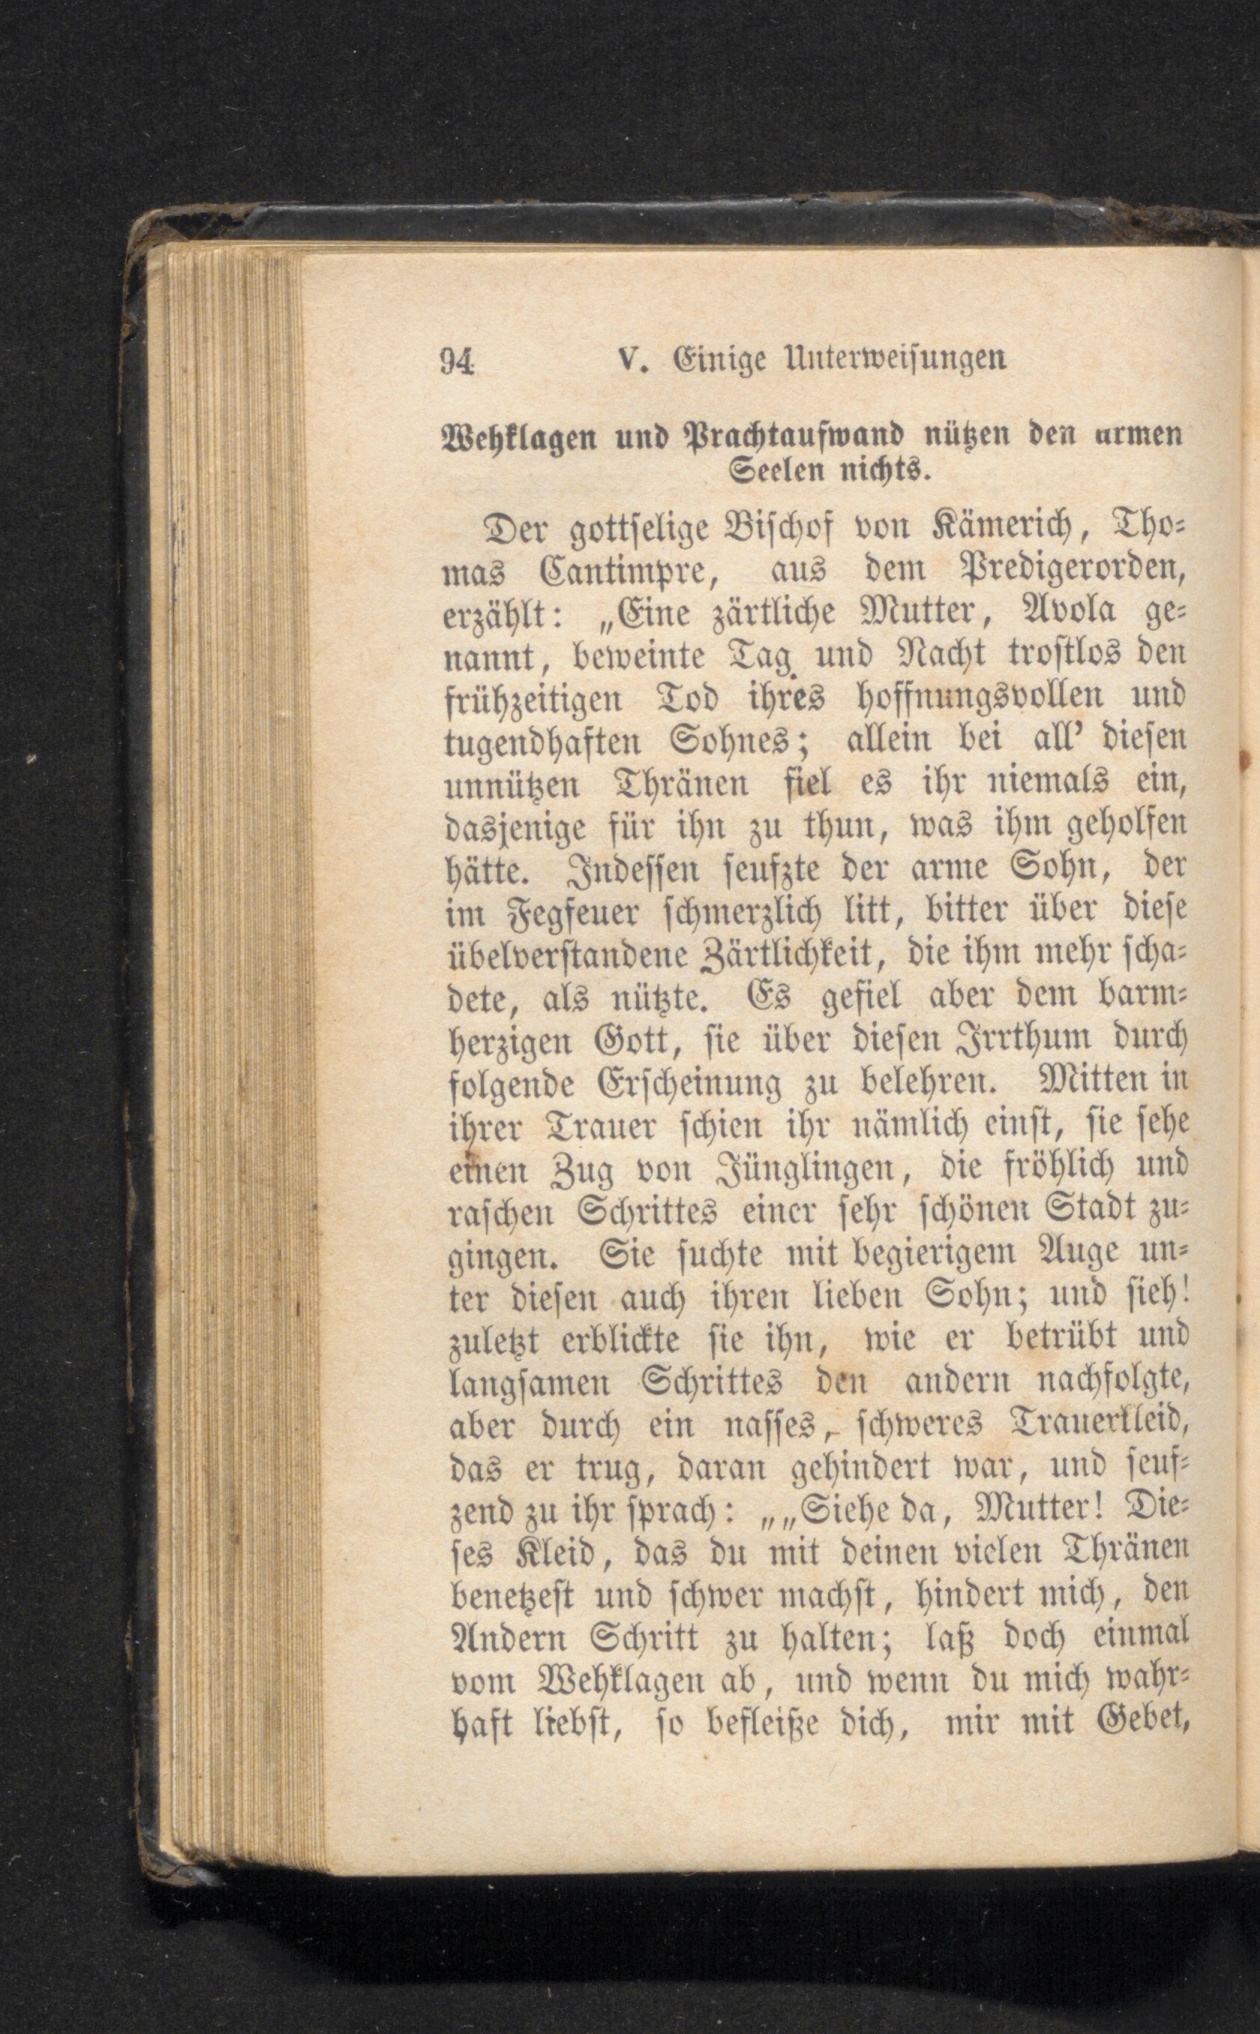 94 V. Einige Unterweisungen
Wehklagen und Prachtaufwand nützen den armen
Seelen nichts.
Der gottselige Bischof von Kämerich, Tho-
mas Cantimpre, aus dem Predigerorden,
erzählt: „Eine zärtliche Mutter, Avola ge-
nannt, beweinte Tag und Nacht trostlos den
frühzeitigen Tod ihres hoffnungsvollen und
tugendhaften Sohnes; allein bei all' diesen
unnützen Thränen fiel es ihr niemals ein,
dasjenige für ihn zu thun, was ihm geholfen
hätte. Indessen seufzte der arme Sohn, der
im Fegfeuer schmerzlich litt, bitter über diese
übelverstandene Zärtlichkeit, die ihm mehr scha-
dete, als nützte. Es gefiel aber dem barm-
herzigen Gott, sie über diesen Irrthum durch
folgende Erscheinung zu belehren. Mitten in
ihrer Trauer schien ihr nämlich einst, sie sehe
einen Zug von Jünglingen, die fröhlich und
raschen Schrittes einer sehr schönen Stadt zu-
gingen. Sie suchte mit begierigem Auge un-
ter diesen auch ihren lieben Sohn; und sieh!
zuletzt erblickte sie ihn, wie er betrübt und
langsamen Schrittes den andern nachfolgte,
aber durch ein nasses, schweres Trauerkleid,
das er trug, daran gehindert war, und seuf-
zend zu ihr sprach: „„Siehe da, Mutter! Die-
ses Kleid, das du mit deinen vielen Thränen
benetzest und schwer machst, hindert mich, den
Andern Schritt zu halten; laß doch einmal
vom Wehklagen ab, und wenn du mich wahr-
haft liebst, so befleiße dich, mir mit Gebet,